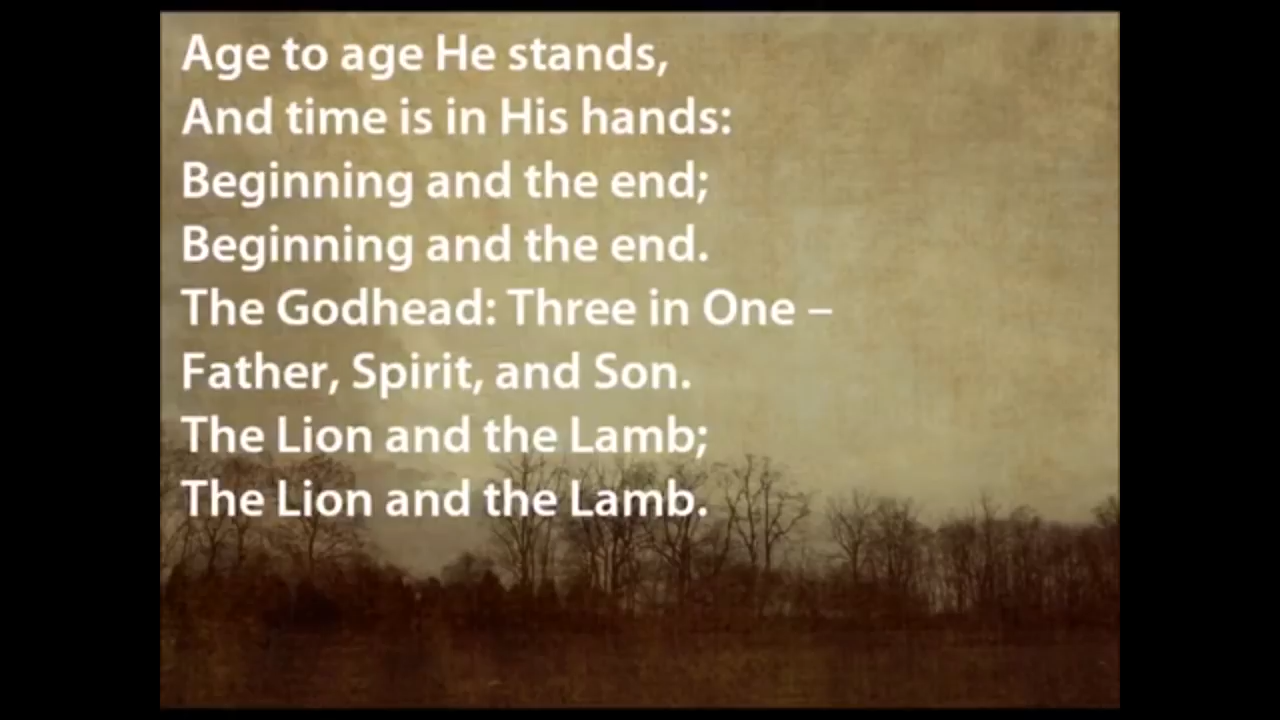 Age to age He stands,
And time is in His hands:
Beginning and the end;
Beginning and the end.
The Godhead: Three in One –
Father, Spirit, and Son.
The Lion and the Lamb;
The Lion and the Lamb.